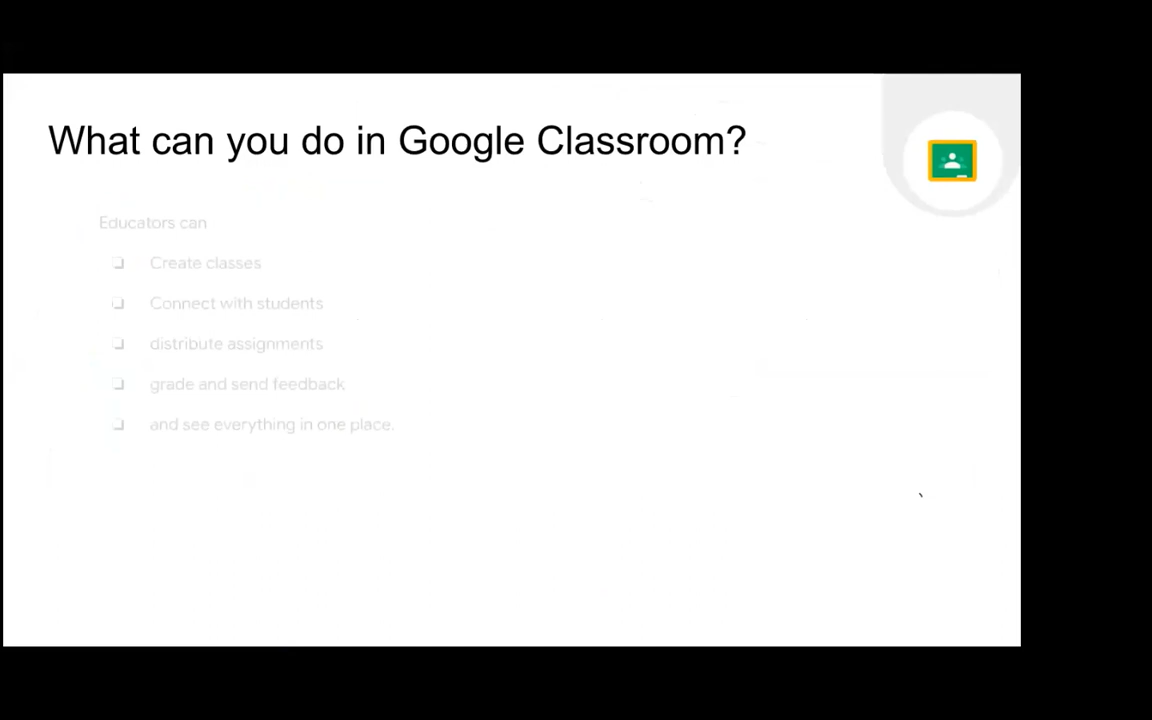 What can you do in Google Classroom?
Educators can
Create classes
Connect with students
distribute assignments
grade and send feedback
and see everything in one place.